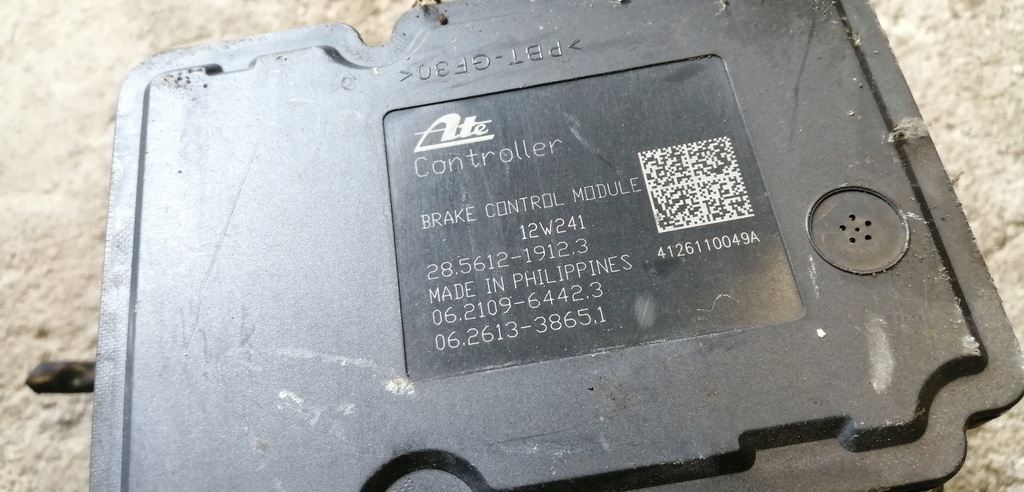 >PBT-GF30<
Ate
Controller
BRAKE CONTROL MODULE
12W241
28.5612-1912.3
MADE IN PHILIPPINES
06.2109-6442.3
06.2613-3865.1
4126110049A